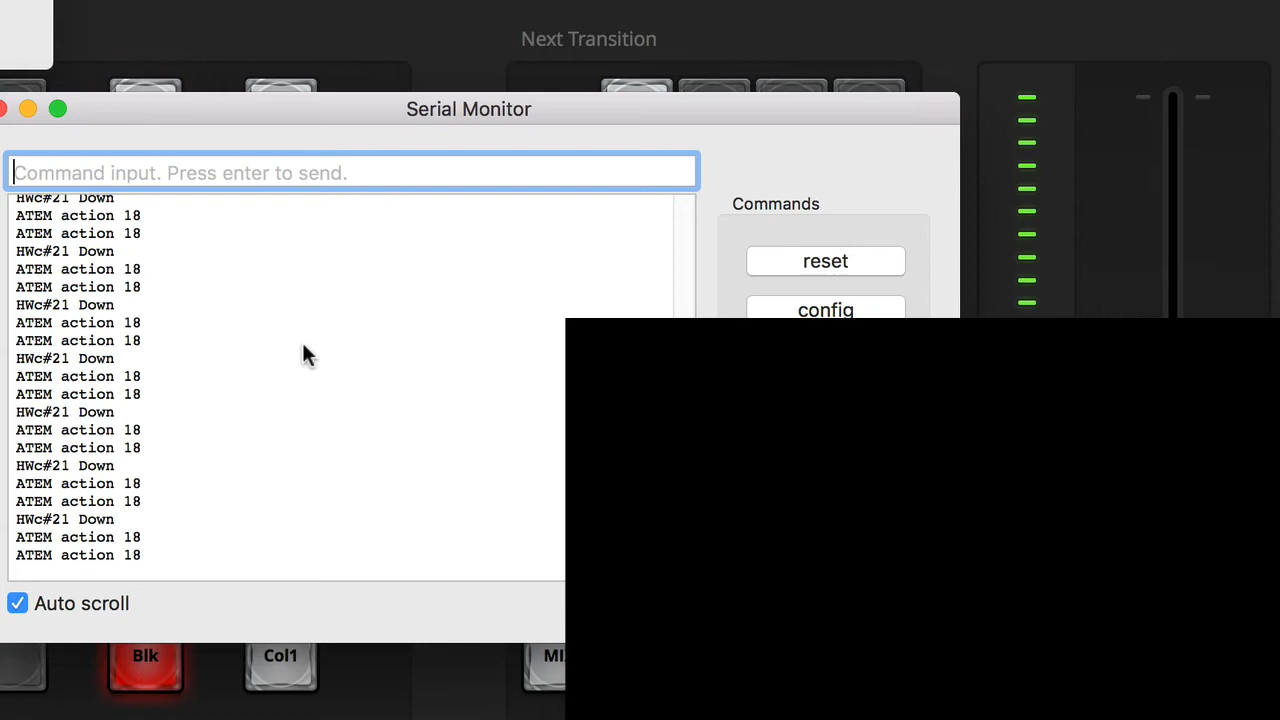 Next Transition
Serial Monitor
Command input. Press enter to send.
HWc#21 Down
ATEM action 18
ATEM action 18
HWc#21 Down
ATEM action 18
ATEM action 18
HWc#21 Down
ATEM action 18
ATEM action 18
HWc#21 Down
ATEM action 18
ATEM action 18
HWc#21 Down
ATEM action 18
ATEM action 18
HWc#21 Down
ATEM action 18
ATEM action 18
HWc#21 Down
ATEM action 18
ATEM action 18
Commands
reset
config
Auto scroll
Blk
Col1